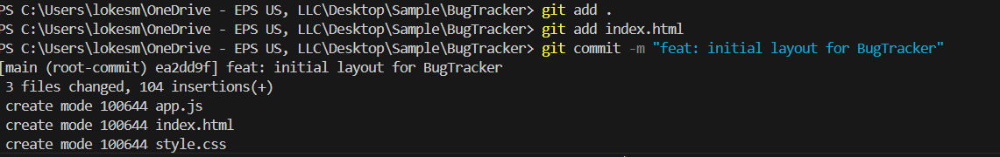 PS C:\Users\lokesm\OneDrive - EPS US, LLC\Desktop\Sample\BugTracker> git add .
PS C:\Users\lokesm\OneDrive - EPS US, LLC\Desktop\Sample\BugTracker> git add index.html
PS C:\Users\lokesm\OneDrive - EPS US, LLC\Desktop\Sample\BugTracker> git commit -m "feat: initial layout for BugTracker"
[main (root-commit) ea2dd9f] feat: initial layout for BugTracker
 3 files changed, 104 insertions(+)
 create mode 100644 app.js
 create mode 100644 index.html
 create mode 100644 style.css